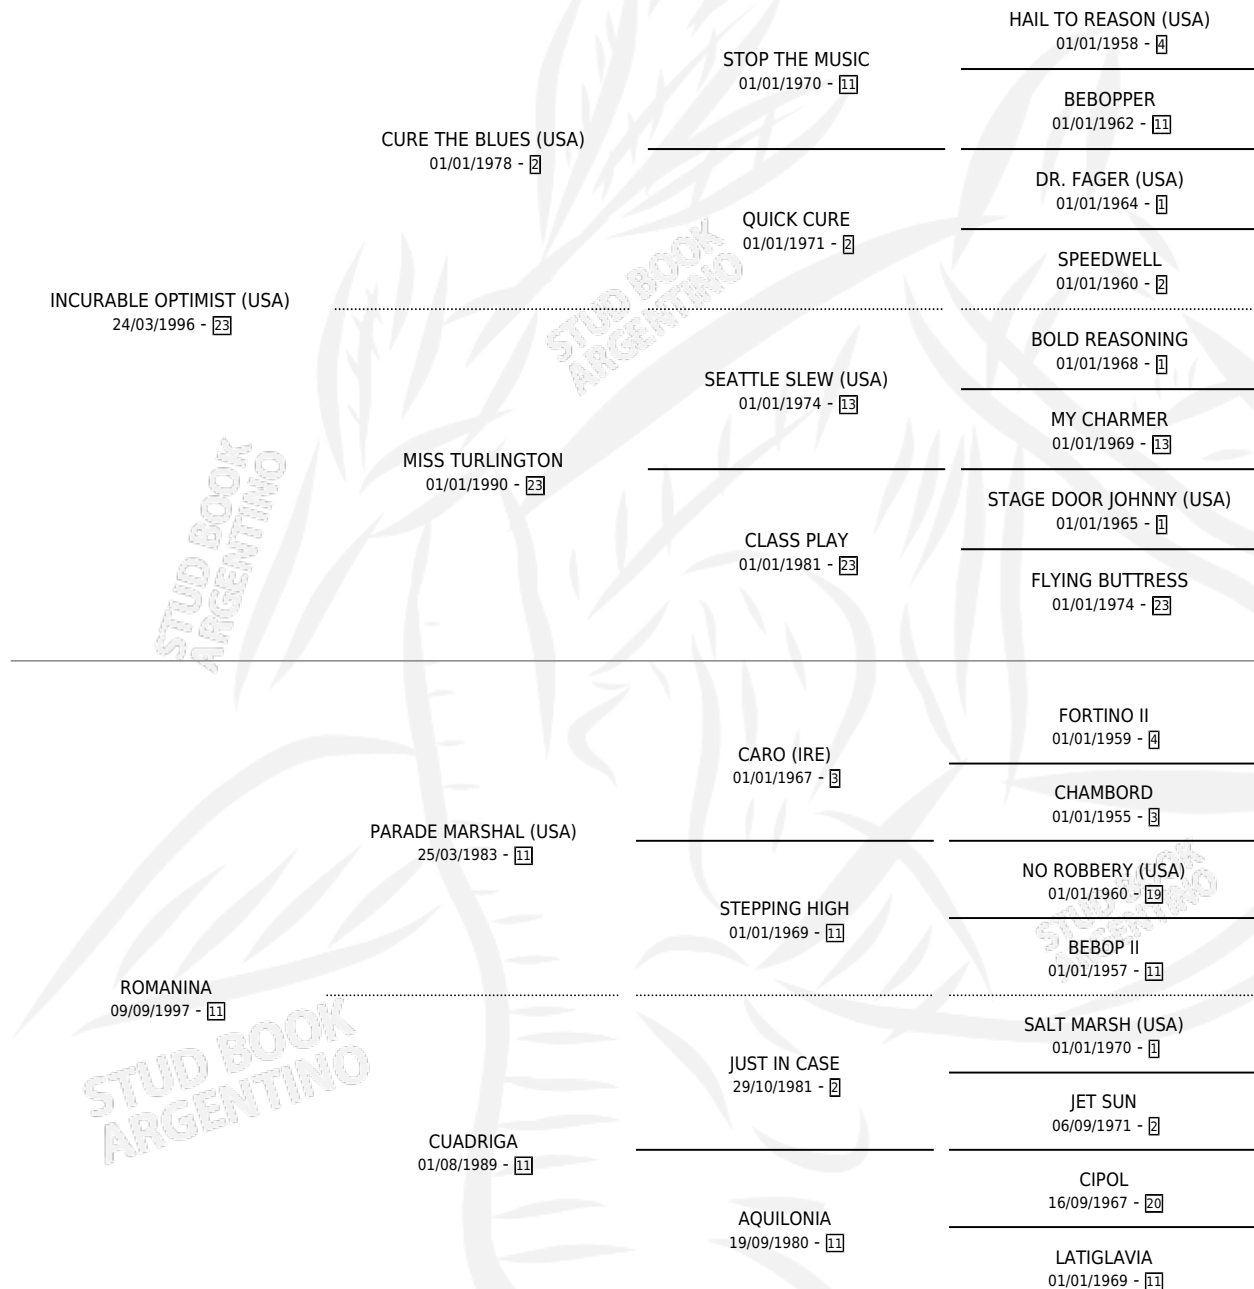 HAIL TO REASON (USA)
01/01/1958 - 4
STOP THE MUSIC
01/01/1970 - 11
BEBOPPER
01/01/1962 - 11
CURE THE BLUES (USA)
01/01/1978 - 2
DR. FAGER (USA)
01/01/1964 - 1
QUICK CURE
01/01/1971 - 2
SPEEDWELL
01/01/1960 - 2
INCURABLE OPTIMIST (USA)
24/03/1996 - 23
STUD BOOK
ARGENTINO
BOLD REASONING
01/01/1968 - 1
SEATTLE SLEW (USA)
01/01/1974 - 13
MY CHARMER
01/01/1969 - 13
MISS TURLINGTON
01/01/1990 - 23
STAGE DOOR JOHNNY (USA)
01/01/1965 - 1
CLASS PLAY
01/01/1981 - 23
FLYING BUTTRESS
01/01/1974 - 23
STUD BOOK
ARGENTINO
FORTINO II
01/01/1959 - 4
CARO (IRE)
01/01/1967 - 3
CHAMBORD
01/01/1955 - 3
PARADE MARSHAL (USA)
25/03/1983 - 11
NO ROBBERY (USA)
01/01/1960 - 19
STEPPING HIGH
01/01/1969 - 11
BEBOP II
01/01/1957 - 11
STUD BOOK
ARGENTINO
ROMANINA
09/09/1997 - 11
SALT MARSH (USA)
01/01/1970 - 1
JUST IN CASE
29/10/1981 - 2
JET SUN
06/09/1971 - 2
STUD BOOK
ARGENTINO
CUADRIGA
01/08/1989 - 11
CIPOL
16/09/1967 - 20
AQUILONIA
19/09/1980 - 11
LATIGLAVIA
01/01/1969 - 11